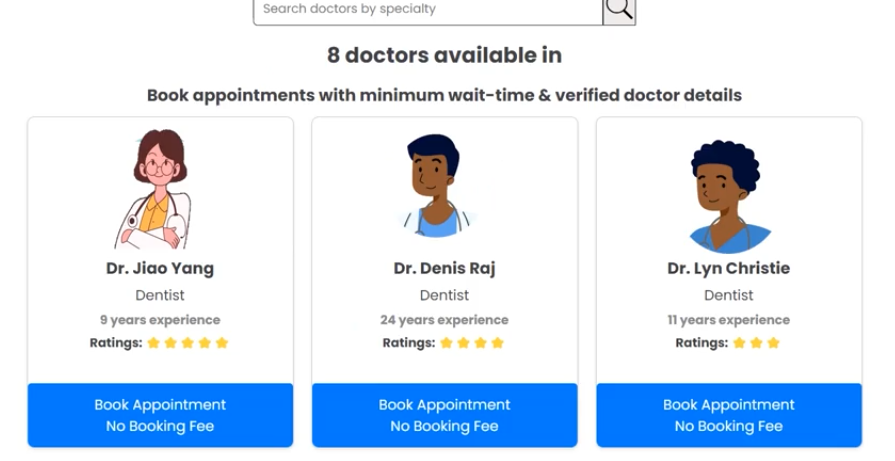 Search doctors by specialty
8 doctors available in
Book appointments with minimum wait-time & verified doctor details
Dr. Jiao Yang
Dentist
9 years experience
Ratings:
Book Appointment
No Booking Fee
Dr. Denis Raj
Dentist
24 years experience
Ratings:
Book Appointment
No Booking Fee
Dr. Lyn Christie
Dentist
11 years experience
Ratings:
Book Appointment
No Booking Fee